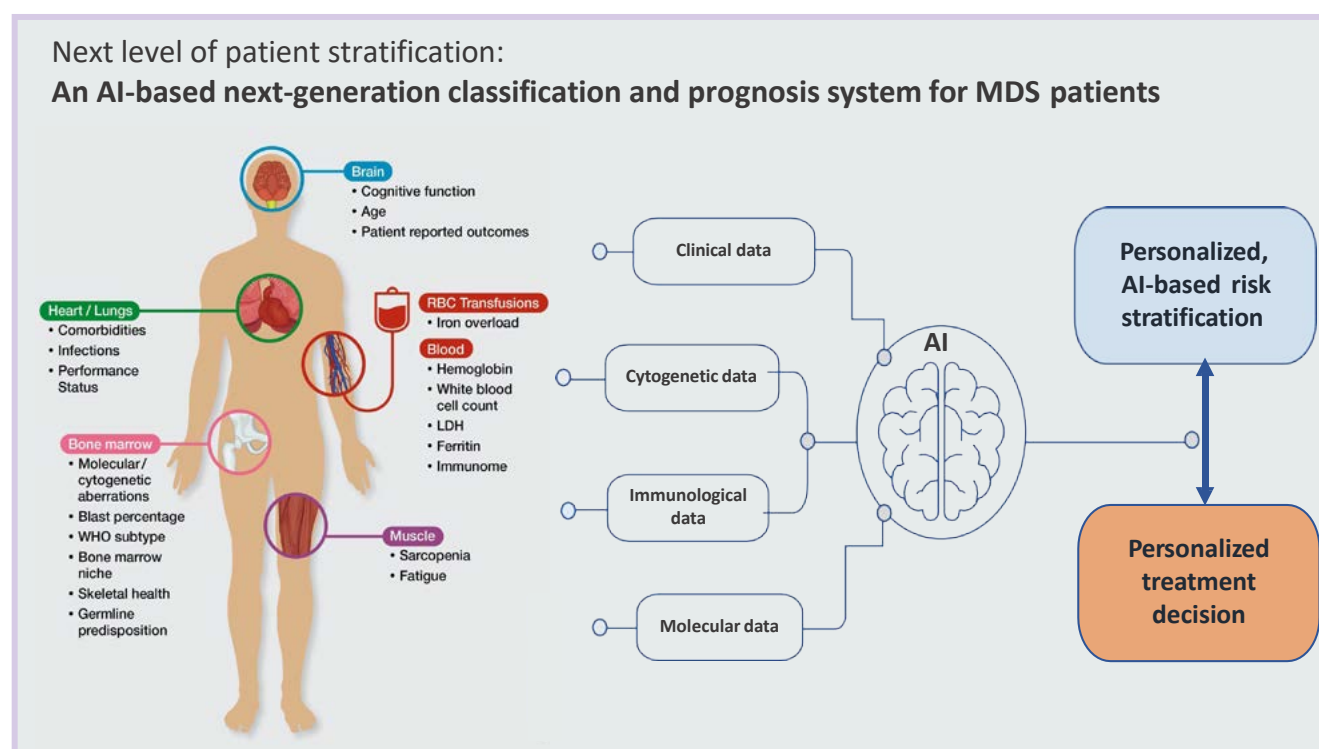 Next level of patient stratification:
An AI-based next-generation classification and prognosis system for MDS patients
Brain
• Cognitive function
• Age
• Patient reported outcomes
Heart / Lungs
• Comorbidities
• Infections
• Performance
Status
RBC Transfusions
• Iron overload
Blood
• Hemoglobin
• White blood
cell count
• LDH
• Ferritin
• Immunome
Bone marrow
• Molecular/
cytogenetic
aberrations
• Blast percentage
• WHO subtype
• Bone marrow
niche
• Skeletal health
• Germline
predisposition
Muscle
• Sarcopenia
• Fatigue
Clinical data
Cytogenetic data
Immunological
data
Molecular data
AI
Personalized,
AI-based risk
stratification
Personalized
treatment
decision